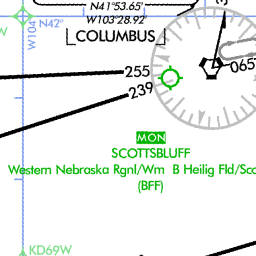 N41°53.65'
W103°28.92'
COLUMBUS
W104°
N42°
255
239
065
MON
SCOTTSBLUFF
Western Nebraska Rgnl/Wm B Heilig Fld/Sco
(BFF)
KD69W